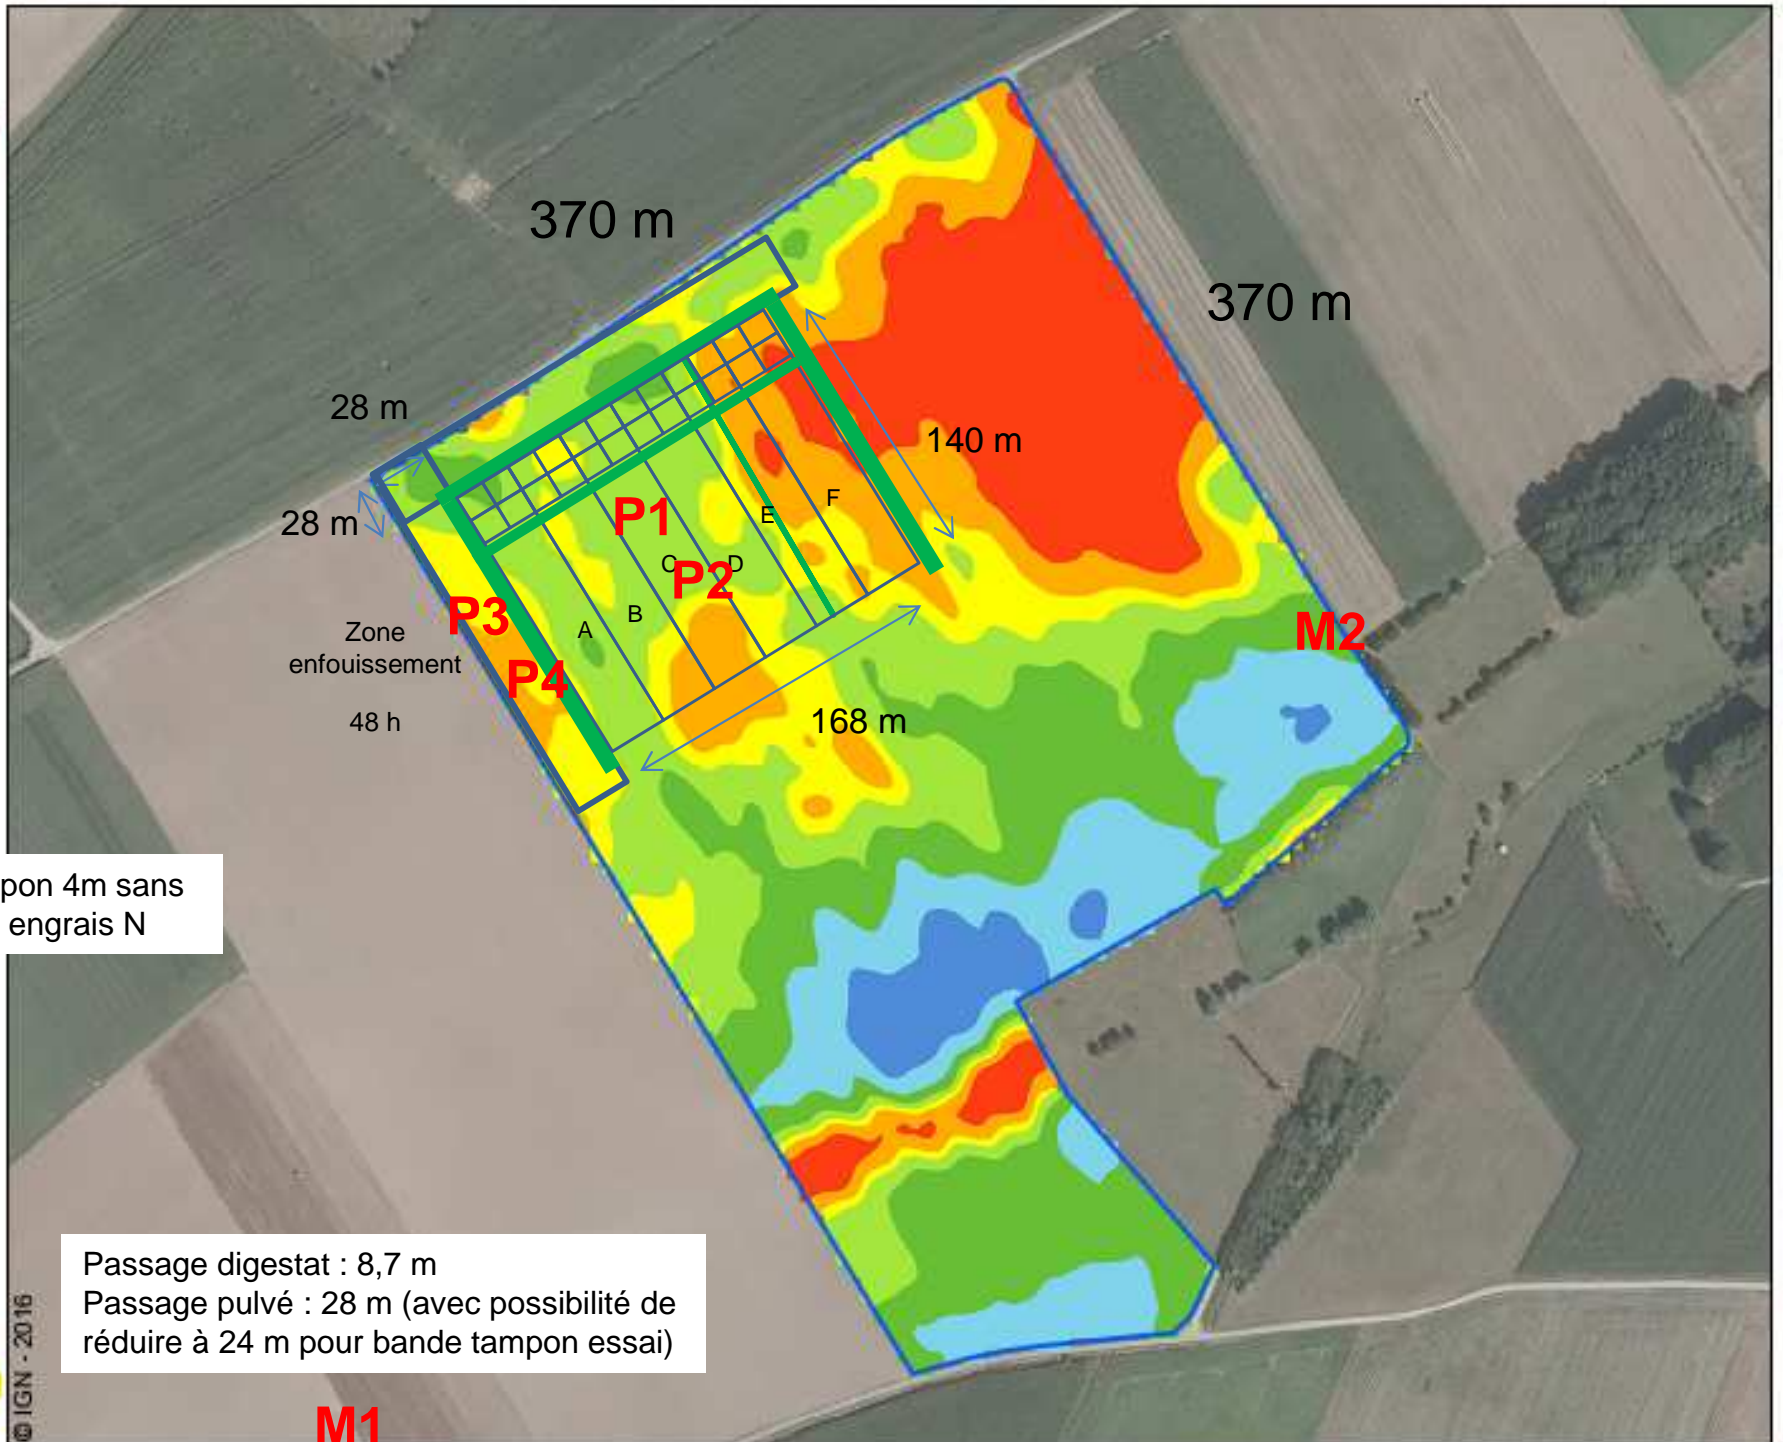 370 m
370 m
28 m
140 m
28 m
F
E
P1
C
D
P2
P3
B
A
Zone
enfouissement
P4
48 h
M2
168 m
pon 4m sans
engrais N
Passage digestat : 8,7 m
Passage pulvé : 28 m (avec possibilité de
réduire à 24 m pour bande tampon essai)
© IGN - 2016
M1